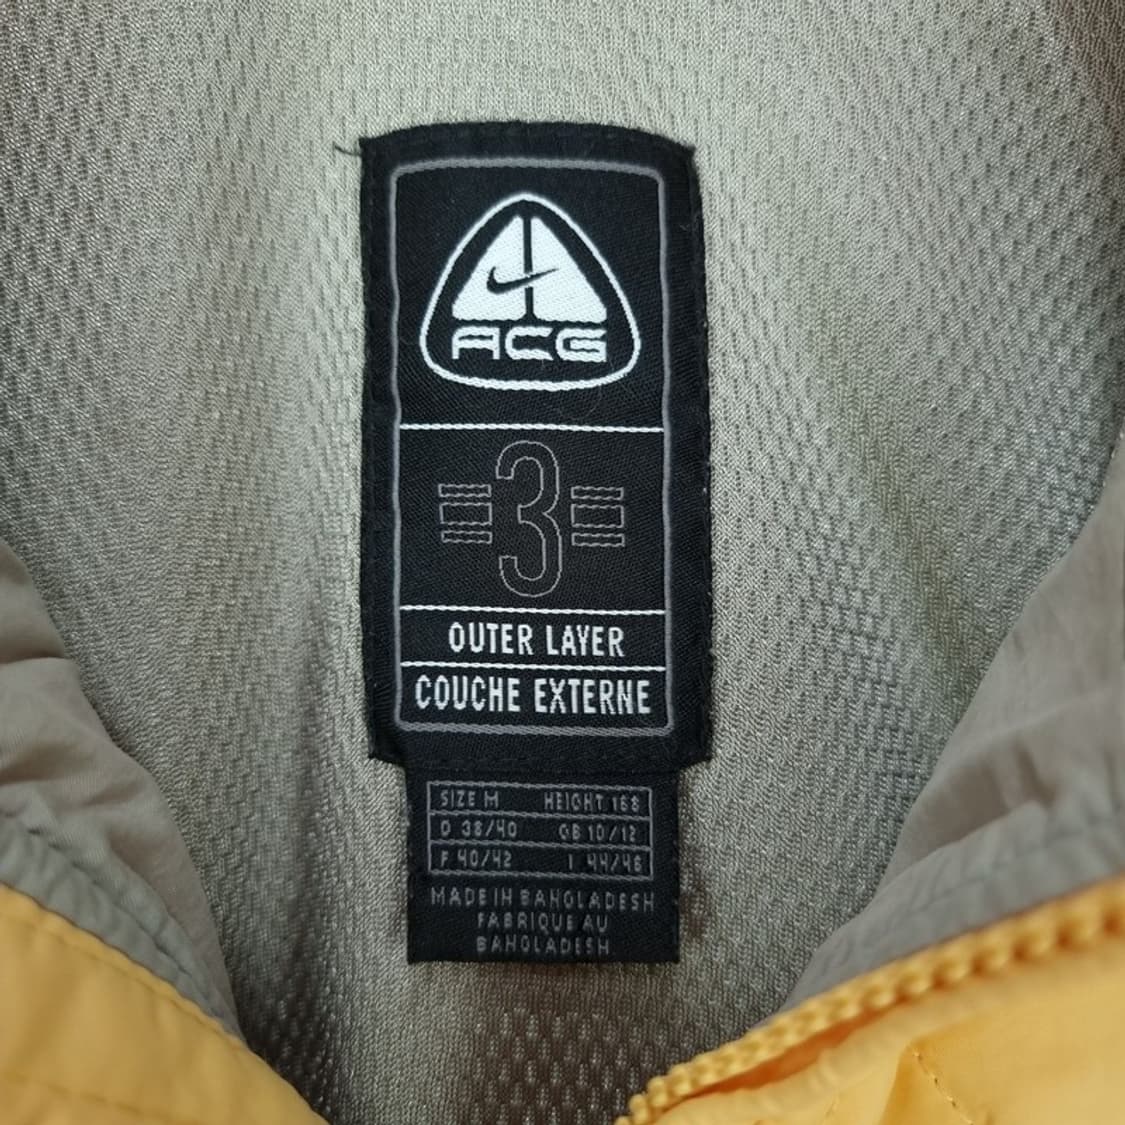 ACG
3
OUTER LAYER
COUCHE EXTERNE
SIZE M HEIGHT 168
D 38/40 GB 10/12
F 40/42 I 44/46
MADE IN BANGLADESH
FABRIQUE AU
BANGLADESH